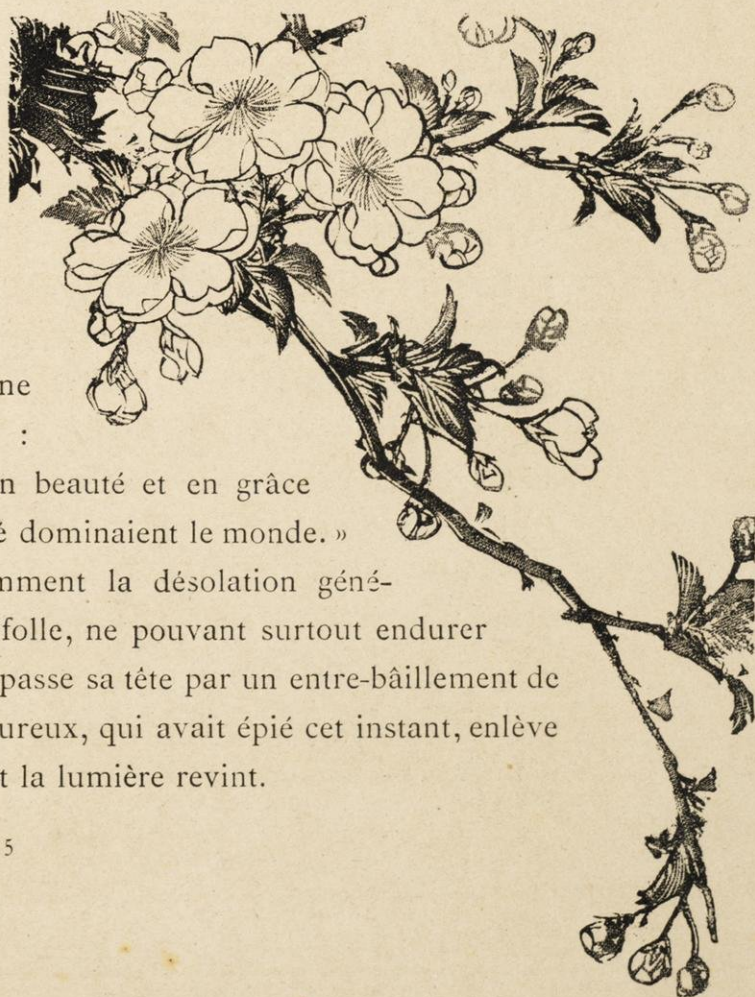 ne
:
n beauté et en grâce
é dominaient le monde. »
mment la désolation géné-
folle, ne pouvant surtout endurer
passe sa tête par un entre-bâillement de
ureux, qui avait épié cet instant, enlève
t la lumière revint.
5